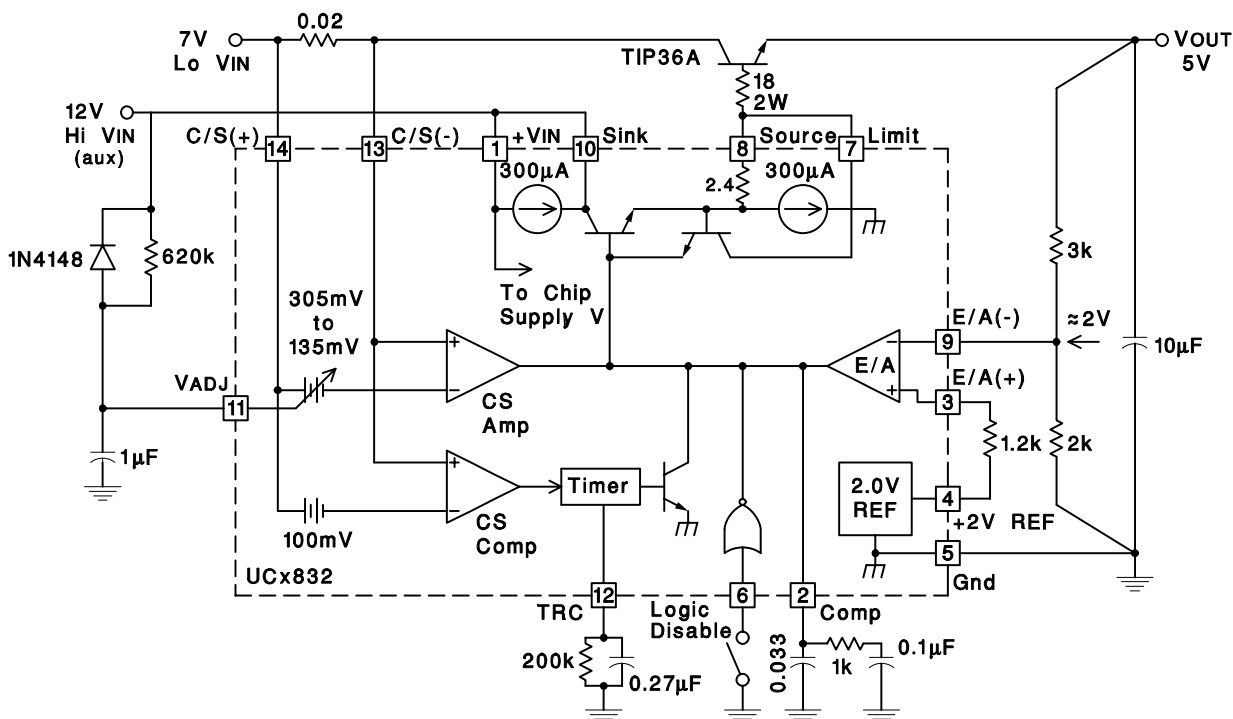 0.02
7V
Lo VIN
TIP36A
VOUT
5V
18
2W
12V
Hi VIN
(aux)
C/S(+)
14
13
C/S(-)
1
+VIN
10
Sink
8
Source
7
Limit
300µA
2.4
300µA
1N4148
620k
To Chip
Supply V
3k
305mV
to
135mV
E/A(-)
9
≈2V
10µF
+
−
CS
Amp
E/A
−
+
E/A(+)
3
VADJ
11
1.2k
2k
1µF
+
−
CS
Comp
Timer
2.0V
REF
4
+2V REF
100mV
5
Gnd
UCx832
12
TRC
6
Logic
Disable
2
Comp
200k
0.27µF
0.033
1k
0.1µF